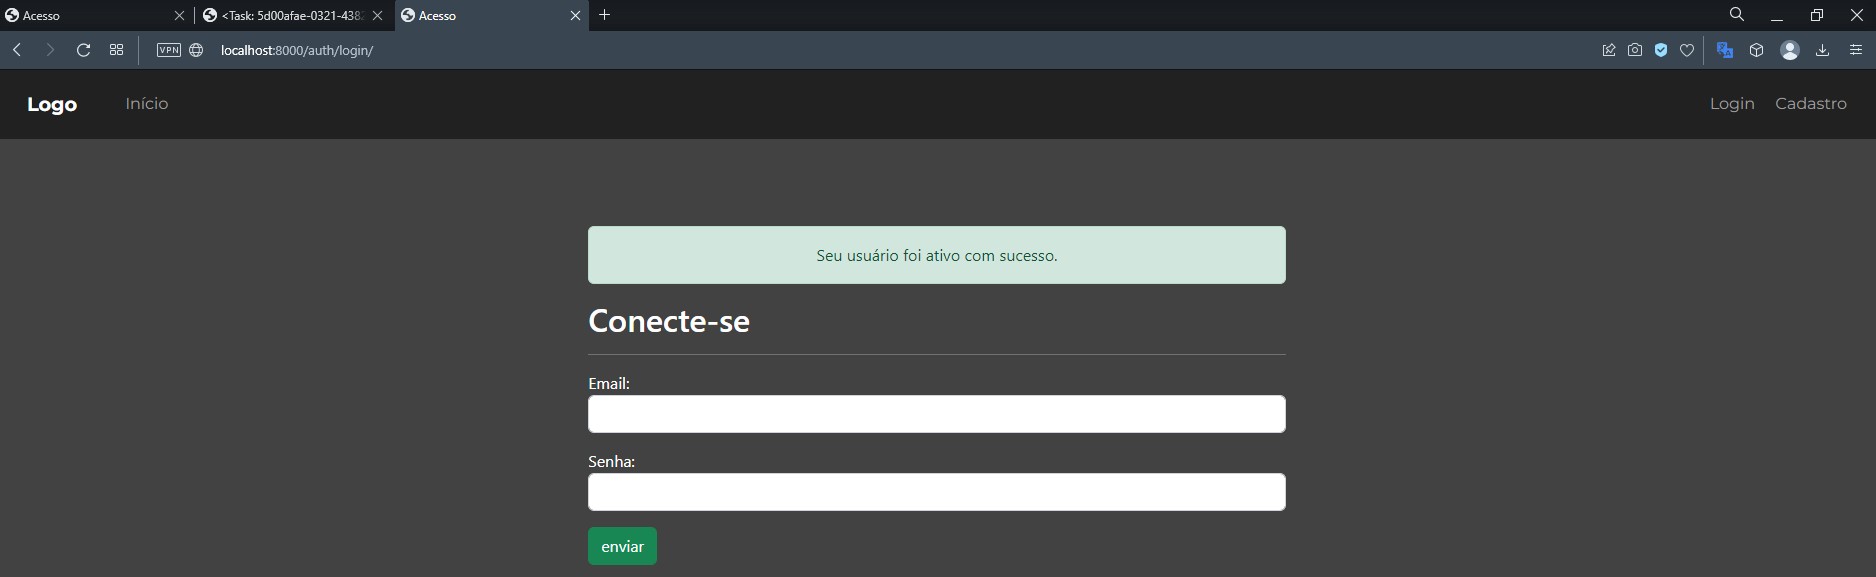 Acesso
<Task: 5d00afae-0321-4382
Acesso
VPN
localhost:8000/auth/login/
Logo Início Login Cadastro
Seu usuário foi ativo com sucesso.
Conecte-se
Email:
Senha:
enviar